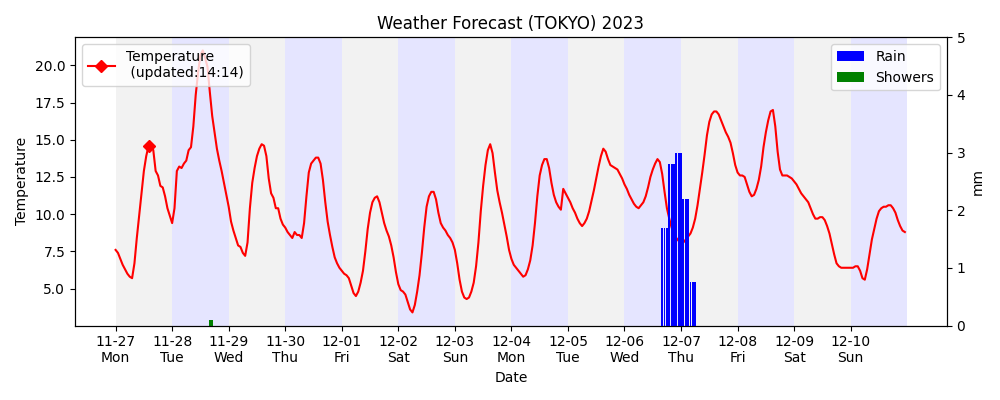 Weather Forecast (TOKYO) 2023
Temperature
(updated:14:14)
Rain
Showers
Temperature
20.0
17.5
15.0
12.5
10.0
7.5
5.0
5
4
3
2
1
0
mm
11-27 11-28 11-29 11-30 12-01 12-02 12-03 12-04 12-05 12-06 12-07 12-08 12-09 12-10
Mon Tue Wed Thu Fri Sat Sun Mon Tue Wed Thu Fri Sat Sun
Date